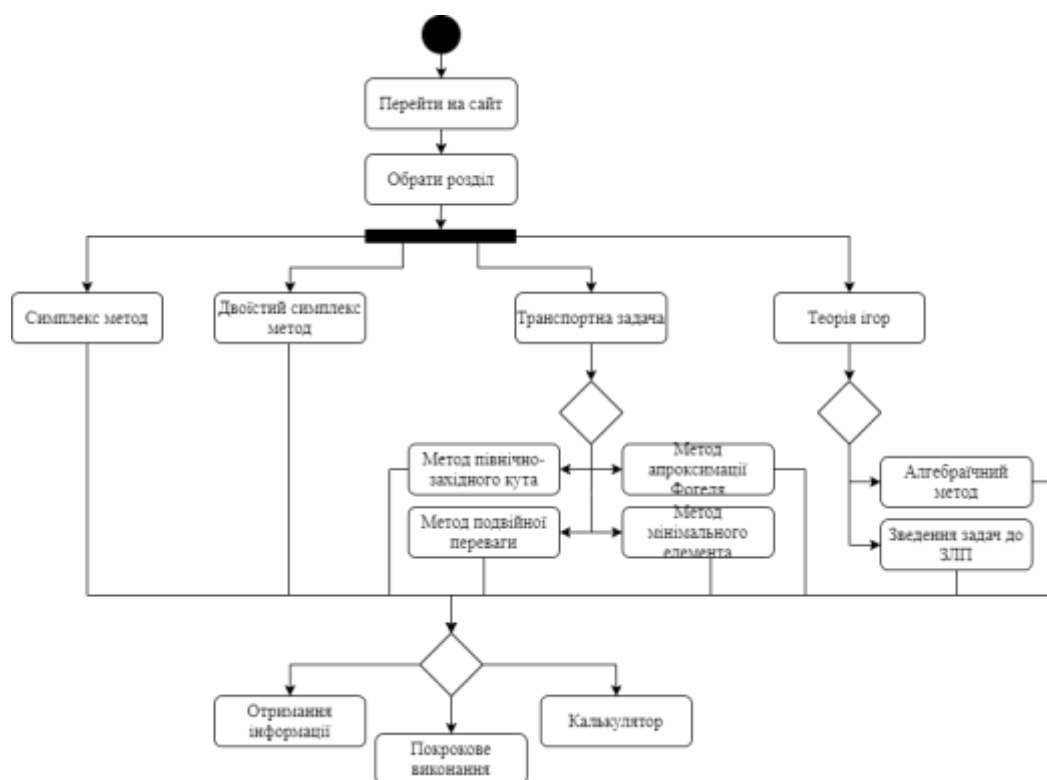 Перейти на сайт
Обрати розділ
Симплекс метод
Двоїстий симплекс
метод
Транспортна задача
Теорія ігор
Метод північно-
західного кута
Метод
апроксимації
Фогеля
Алгебраїчний
метод
Метод подвійної
переваги
Метод
мінімального
елемента
Зведення задач до
ЗЛП
Отримання
інформації
Калькулятор
Покрокове
виконання